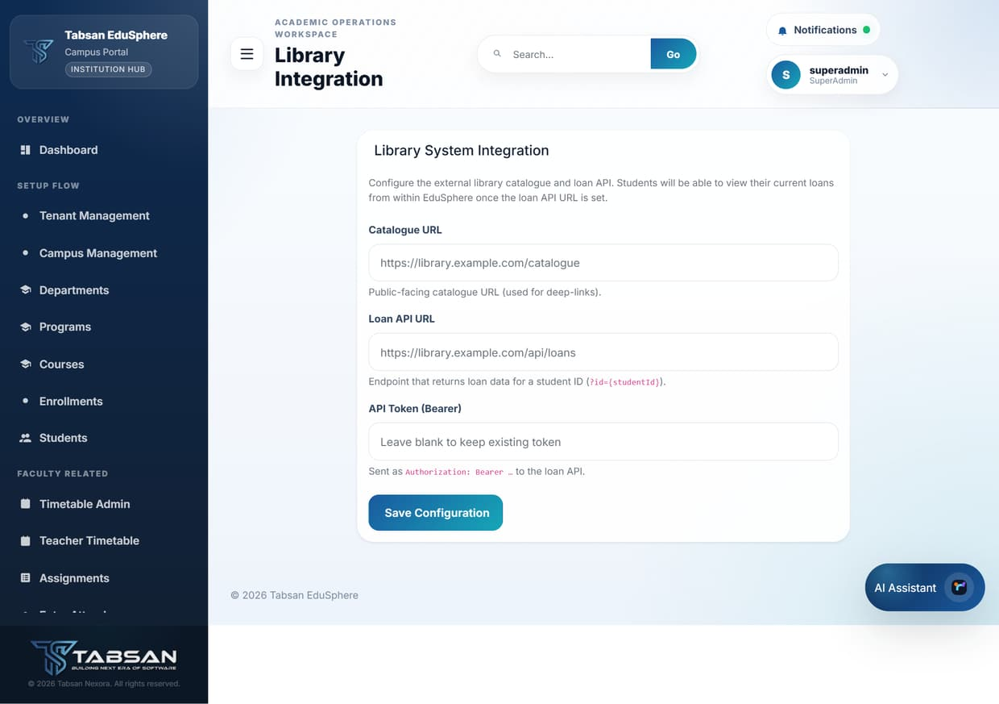 Tabsan EduSphere
Campus Portal
INSTITUTION HUB
OVERVIEW
Dashboard
SETUP FLOW
Tenant Management
Campus Management
Departments
Programs
Courses
Enrollments
Students
FACULTY RELATED
Timetable Admin
Teacher Timetable
Assignments
TABSAN
BUILDING NEXT ERA OF SOFTWARE
© 2026 Tabsan Nexora. All rights reserved.
ACADEMIC OPERATIONS
WORKSPACE
Library
Integration
Search...
Go
Notifications
S
superadmin
SuperAdmin
Library System Integration
Configure the external library catalogue and loan API. Students will be able to view their current loans
from within EduSphere once the loan API URL is set.
Catalogue URL
https://library.example.com/catalogue
Public-facing catalogue URL (used for deep-links).
Loan API URL
https://library.example.com/api/loans
Endpoint that returns loan data for a student ID (?id={studentId}).
API Token (Bearer)
Leave blank to keep existing token
Sent as Authorization: Bearer … to the loan API.
Save Configuration
© 2026 Tabsan EduSphere
AI Assistant